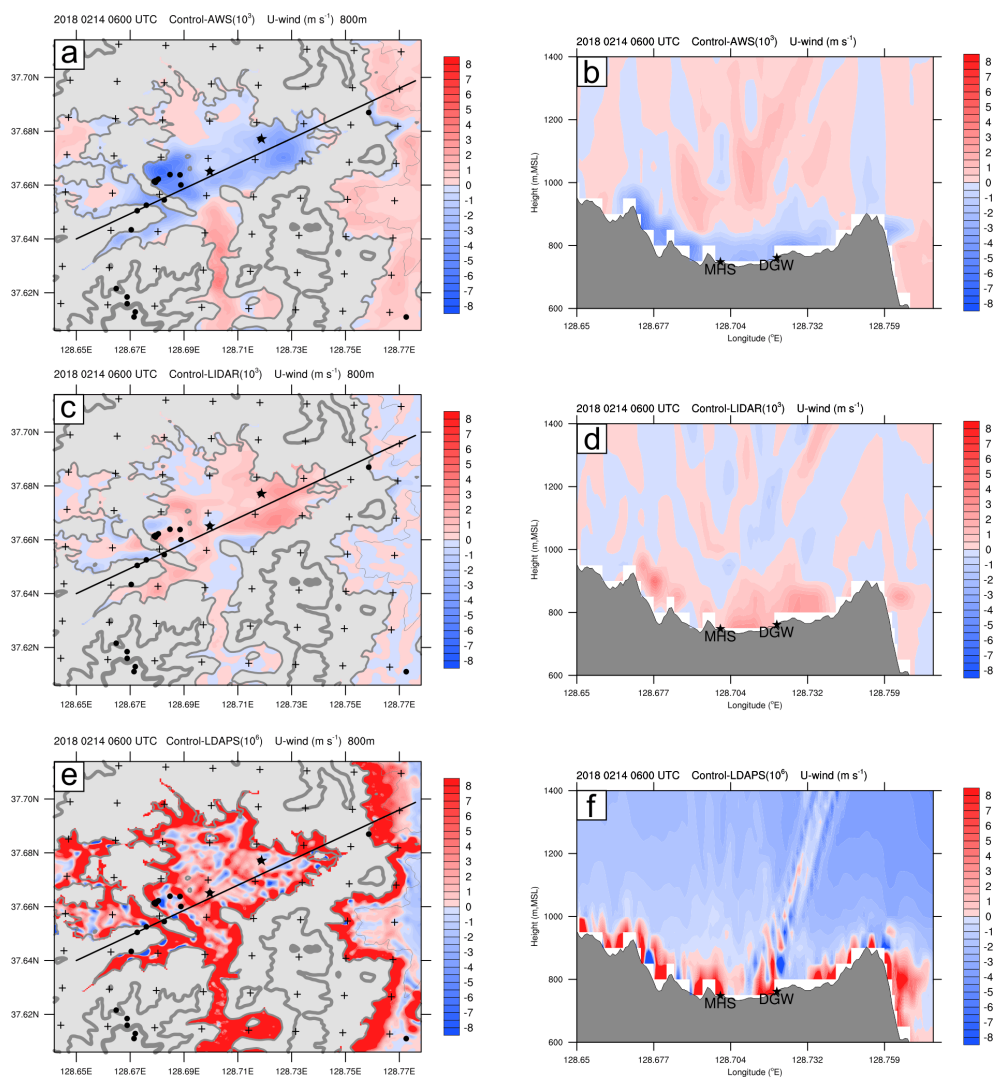 2018 0214 0600 UTC Control-AWS(10³) U-wind (m s⁻¹) 800m
a
37.70N
37.68N
37.66N
37.64N
37.62N
128.65E 128.67E 128.69E 128.71E 128.73E 128.75E 128.77E
8
7
6
5
4
3
2
1
0
-1
-2
-3
-4
-5
-6
-7
-8
2018 0214 0600 UTC Control-AWS(10³) U-wind (m s⁻¹)
b
Height (m,MSL)
1400
1200
1000
800
600
MHS DGW
128.65 128.677 128.704 128.732 128.759
Longitude (°E)
8
7
6
5
4
3
2
1
0
-1
-2
-3
-4
-5
-6
-7
-8
2018 0214 0600 UTC Control-LIDAR(10³) U-wind (m s⁻¹) 800m
c
37.70N
37.68N
37.66N
37.64N
37.62N
128.65E 128.67E 128.69E 128.71E 128.73E 128.75E 128.77E
8
7
6
5
4
3
2
1
0
-1
-2
-3
-4
-5
-6
-7
-8
2018 0214 0600 UTC Control-LIDAR(10³) U-wind (m s⁻¹)
d
Height (m,MSL)
1400
1200
1000
800
600
MHS DGW
128.65 128.677 128.704 128.732 128.759
Longitude (°E)
8
7
6
5
4
3
2
1
0
-1
-2
-3
-4
-5
-6
-7
-8
2018 0214 0600 UTC Control-LDAPS(10⁶) U-wind (m s⁻¹) 800m
e
37.70N
37.68N
37.66N
37.64N
37.62N
128.65E 128.67E 128.69E 128.71E 128.73E 128.75E 128.77E
8
7
6
5
4
3
2
1
0
-1
-2
-3
-4
-5
-6
-7
-8
2018 0214 0600 UTC Control-LDAPS(10⁶) U-wind (m s⁻¹)
f
Height (m,MSL)
1400
1200
1000
800
600
MHS DGW
128.65 128.677 128.704 128.732 128.759
Longitude (°E)
8
7
6
5
4
3
2
1
0
-1
-2
-3
-4
-5
-6
-7
-8